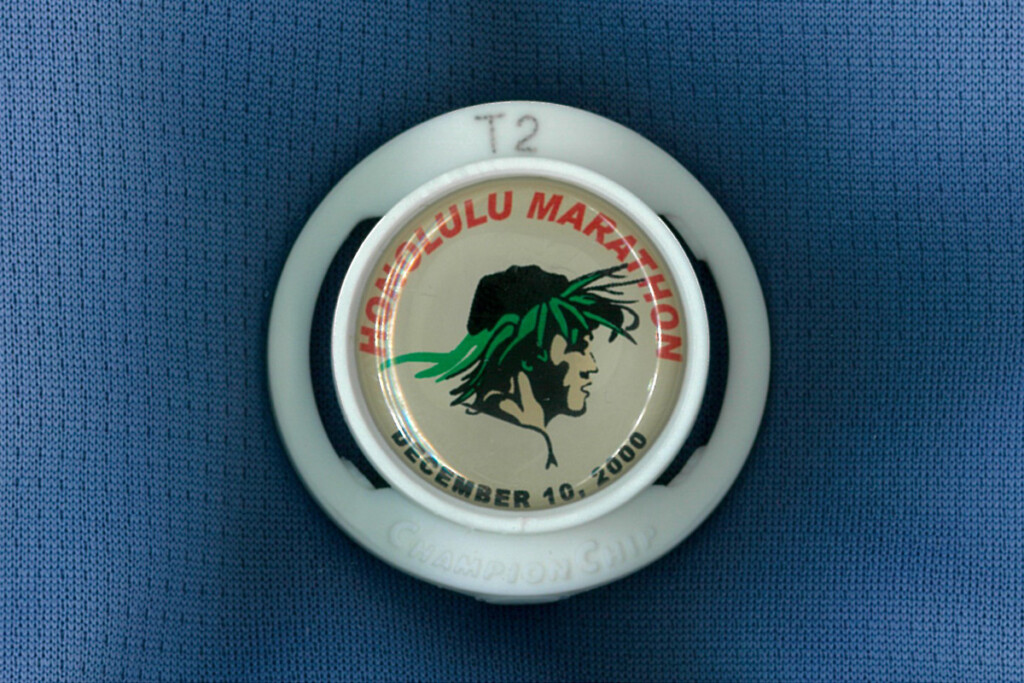 T2
HONOLULU MARATHON
DECEMBER 10, 2000
CHAMPIONCHIP